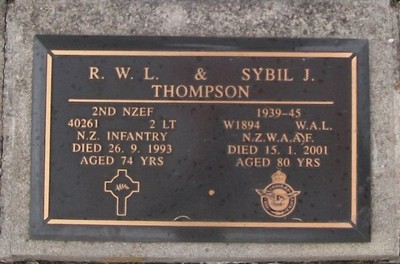 R. W. L. & SYBIL J.
THOMPSON
2ND NZEF
40261 2 LT
N.Z. INFANTRY
DIED 26. 9. 1993
AGED 74 YRS
1939-45
W1894 W.A.L.
N.Z.W.A.A.F.
DIED 15. 1. 2001
AGED 80 YRS